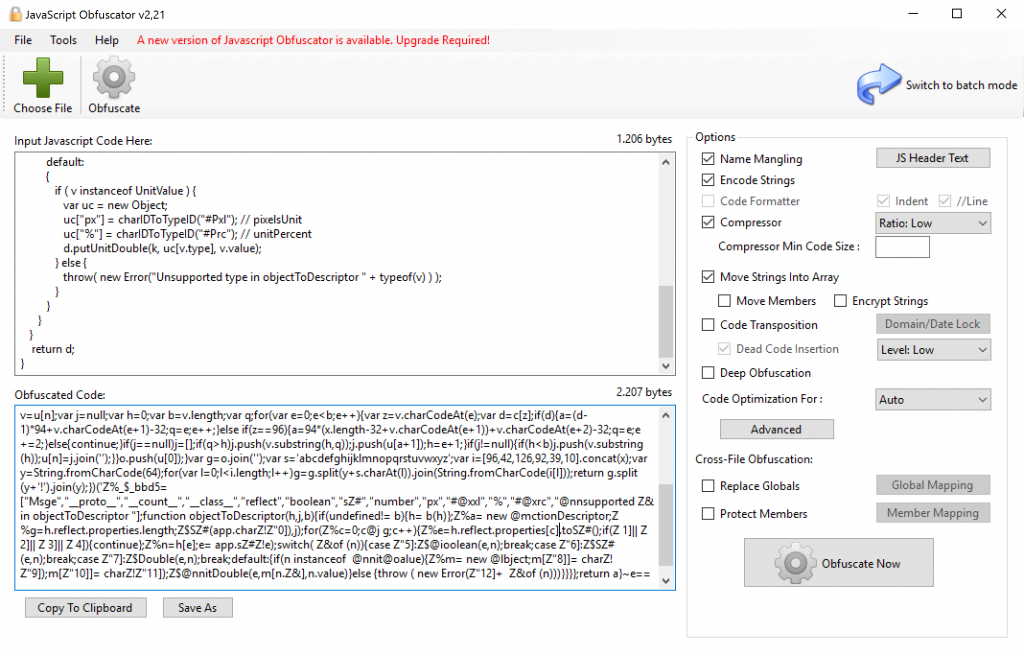 JavaScript Obfuscator v2,21
File Tools Help A new version of Javascript Obfuscator is available. Upgrade Required!
Choose File
Obfuscate
Switch to batch mode
Input Javascript Code Here:
1.206 bytes
default:
{
if ( v instanceof UnitValue ) {
var uc = new Object;
uc["px"] = charIDToTypeID("#Pxl"); // pixelsUnit
uc["%"] = charIDToTypeID("#Prc"); // unitPercent
d.putUnitDouble(k, uc[v.type], v.value);
} else {
throw( new Error("Unsupported type in objectToDescriptor " + typeof(v) ) );
}
}
}
}
return d;
}
Obfuscated Code:
2.207 bytes
v=u[n];var j=null;var h=0;var b=v.length;var q;for(var e=0;e<b;e++){var z=v.charCodeAt(e);var d=c[z];if(d){a=(d-
1)*94+v.charCodeAt(e+1)-32;q=e;e++;}else if(z==96){a=94*(x.length-32+v.charCodeAt(e+1))+v.charCodeAt(e+2)-32;q=e;e
+=2;}else{continue;}if(j==null)j=[];if(q>h)j.push(v.substring(h,q));j.push(u[a+1]);h=e+1;}if(j!=null){if(h<b)j.push(v.substring
(h));u[n]=j.join('');}}o.push(u[0]);}var g=o.join('');var s='abcdefghijklmnopqrstuvwxyz';var i=[96,42,126,92,39,10].concat(x);var
y=String.fromCharCode(64);for(var l=0;l<i.length;l++)g=g.split(y+s.charAt(l)).join(String.fromCharCode(i[l]));return g.split
(y+'!').join(y);})('Z%_$_bbd5=
["Msge","__proto__","__count__","__class__","reflect","boolean","sZ#","number","px","#@xxl","%","#@xrc","@nnsupported Z&
in objectToDescriptor "];function objectToDescriptor(h,j,b){if(undefined!= b){h= b(h)};Z%a= new @mctionDescriptor;Z
%g=h.reflect.properties.length;Z$SZ#(app.charZ!Z"0]),j);for(Z%c=0;c@j g;c++){Z%e=h.reflect.properties[c].toSZ#();if(Z 1]|| Z
2]|| Z 3]|| Z 4]){continue};Z%n=h[e];e= app.sZ#Z!e);switch( Z&of (n)){case Z"5]:Z$@ioolean(e,n);break;case Z"6]:Z$SZ#
(e,n);break;case Z"7]:Z$Double(e,n);break;default:{if(n instanceof @nnit@oalue){Z%m= new @lbject;m[Z"8]]= charZ!
Z"9]);m[Z"10]]= charZ!Z"11]);Z$@nnitDouble(e,m[n.Z&],n.value)}else {throw ( new Error(Z"12]+ Z&of (n)))}}}};return a}~e==
Copy To Clipboard
Save As
Options
Name Mangling
JS Header Text
Encode Strings
Code Formatter
Indent
//Line
Compressor
Ratio: Low
Compressor Min Code Size :
Move Strings Into Array
Move Members
Encrypt Strings
Code Transposition
Domain/Date Lock
Dead Code Insertion
Level: Low
Deep Obfuscation
Code Optimization For :
Auto
Advanced
Cross-File Obfuscation:
Replace Globals
Global Mapping
Protect Members
Member Mapping
Obfuscate Now